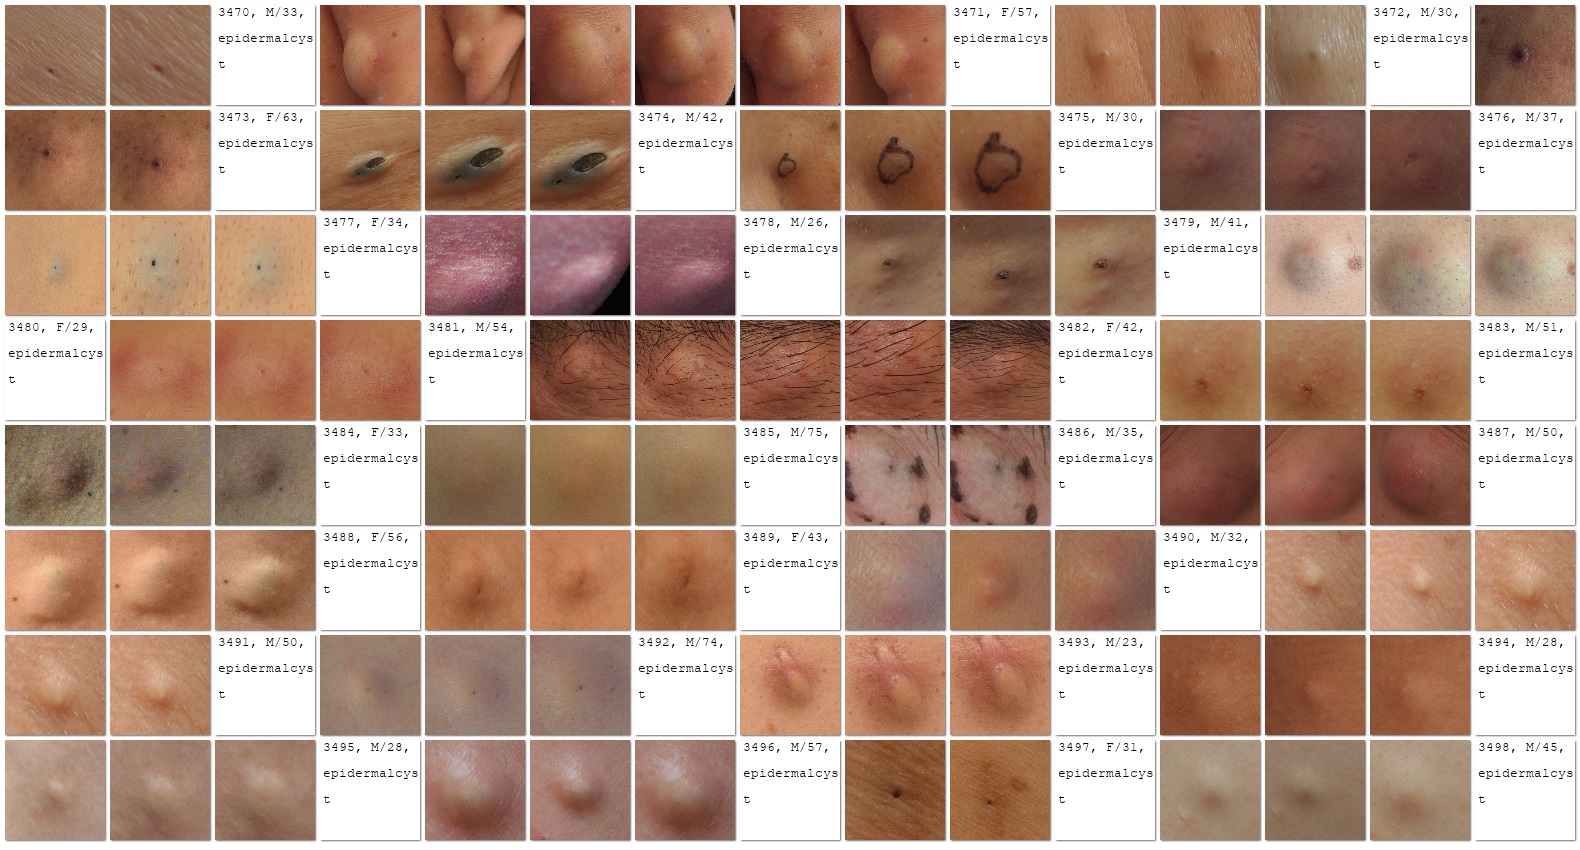 3470, M/33,
epidermalcys
t
3471, F/57,
epidermalcys
t
3472, M/30,
epidermalcys
t
3473, F/63,
epidermalcys
t
3474, M/42,
epidermalcys
t
3475, M/30,
epidermalcys
t
3476, M/37,
epidermalcys
t
3477, F/34,
epidermalcys
t
3478, M/26,
epidermalcys
t
3479, M/41,
epidermalcys
t
3480, F/29,
epidermalcys
t
3481, M/54,
epidermalcys
t
3482, F/42,
epidermalcys
t
3483, M/51,
epidermalcys
t
3484, F/33,
epidermalcys
t
3485, M/75,
epidermalcys
t
3486, M/35,
epidermalcys
t
3487, M/50,
epidermalcys
t
3488, F/56,
epidermalcys
t
3489, F/43,
epidermalcys
t
3490, M/32,
epidermalcys
t
3491, M/50,
epidermalcys
t
3492, M/74,
epidermalcys
t
3493, M/23,
epidermalcys
t
3494, M/28,
epidermalcys
t
3495, M/28,
epidermalcys
t
3496, M/57,
epidermalcys
t
3497, F/31,
epidermalcys
t
3498, M/45,
epidermalcys
t